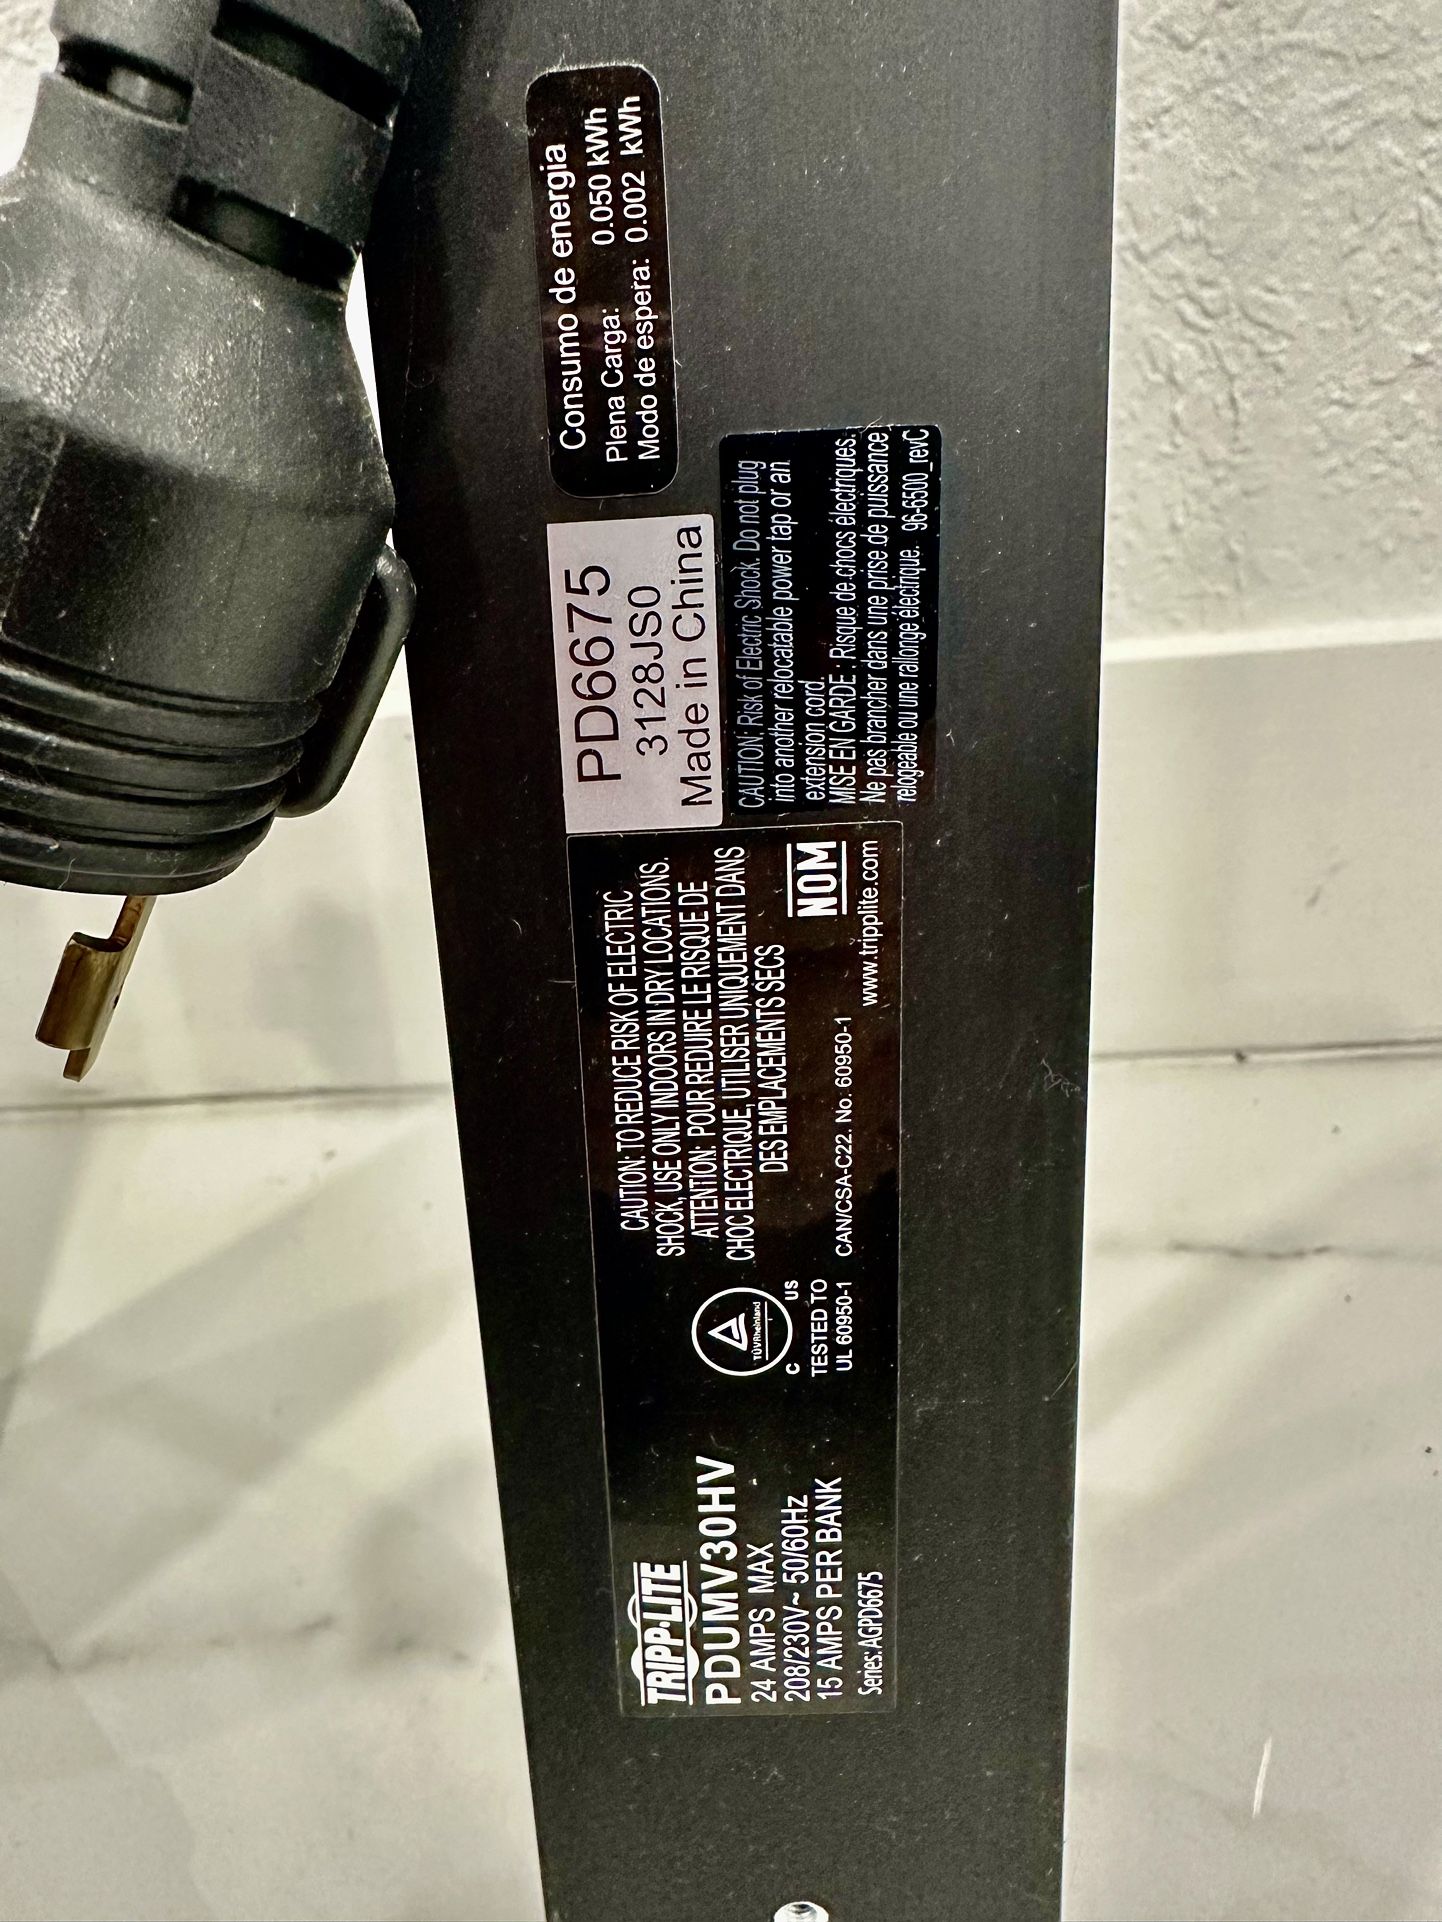 Consumo de energia
Plena Carga: 0.050 kWh
Modo de espera: 0.002 kWh
PD6675
3128JS0
Made in China
CAUTION: Risk of Electric Shock. Do not plug
into another relocatable power tap or an
extension cord.
MISE EN GARDE : Risque de chocs électriques.
Ne pas brancher dans une prise de puissance
relogeable ou une rallonge électrique. 96-6500_revC
TRIPP·LITE
PDUMV30HV
24 AMPS MAX
208/230V~ 50/60Hz
15 AMPS PER BANK
Series: AGPD6675
TÜVRheinland
C US
TESTED TO
UL 60950-1
CAN/CSA-C22. No. 60950-1
CAUTION: TO REDUCE RISK OF ELECTRIC
SHOCK, USE ONLY INDOORS IN DRY LOCATIONS.
ATTENTION: POUR REDUIRE LE RISQUE DE
CHOC ELECTRIQUE, UTILISER UNIQUEMENT DANS
DES EMPLACEMENTS SECS
NOM
www.tripplite.com